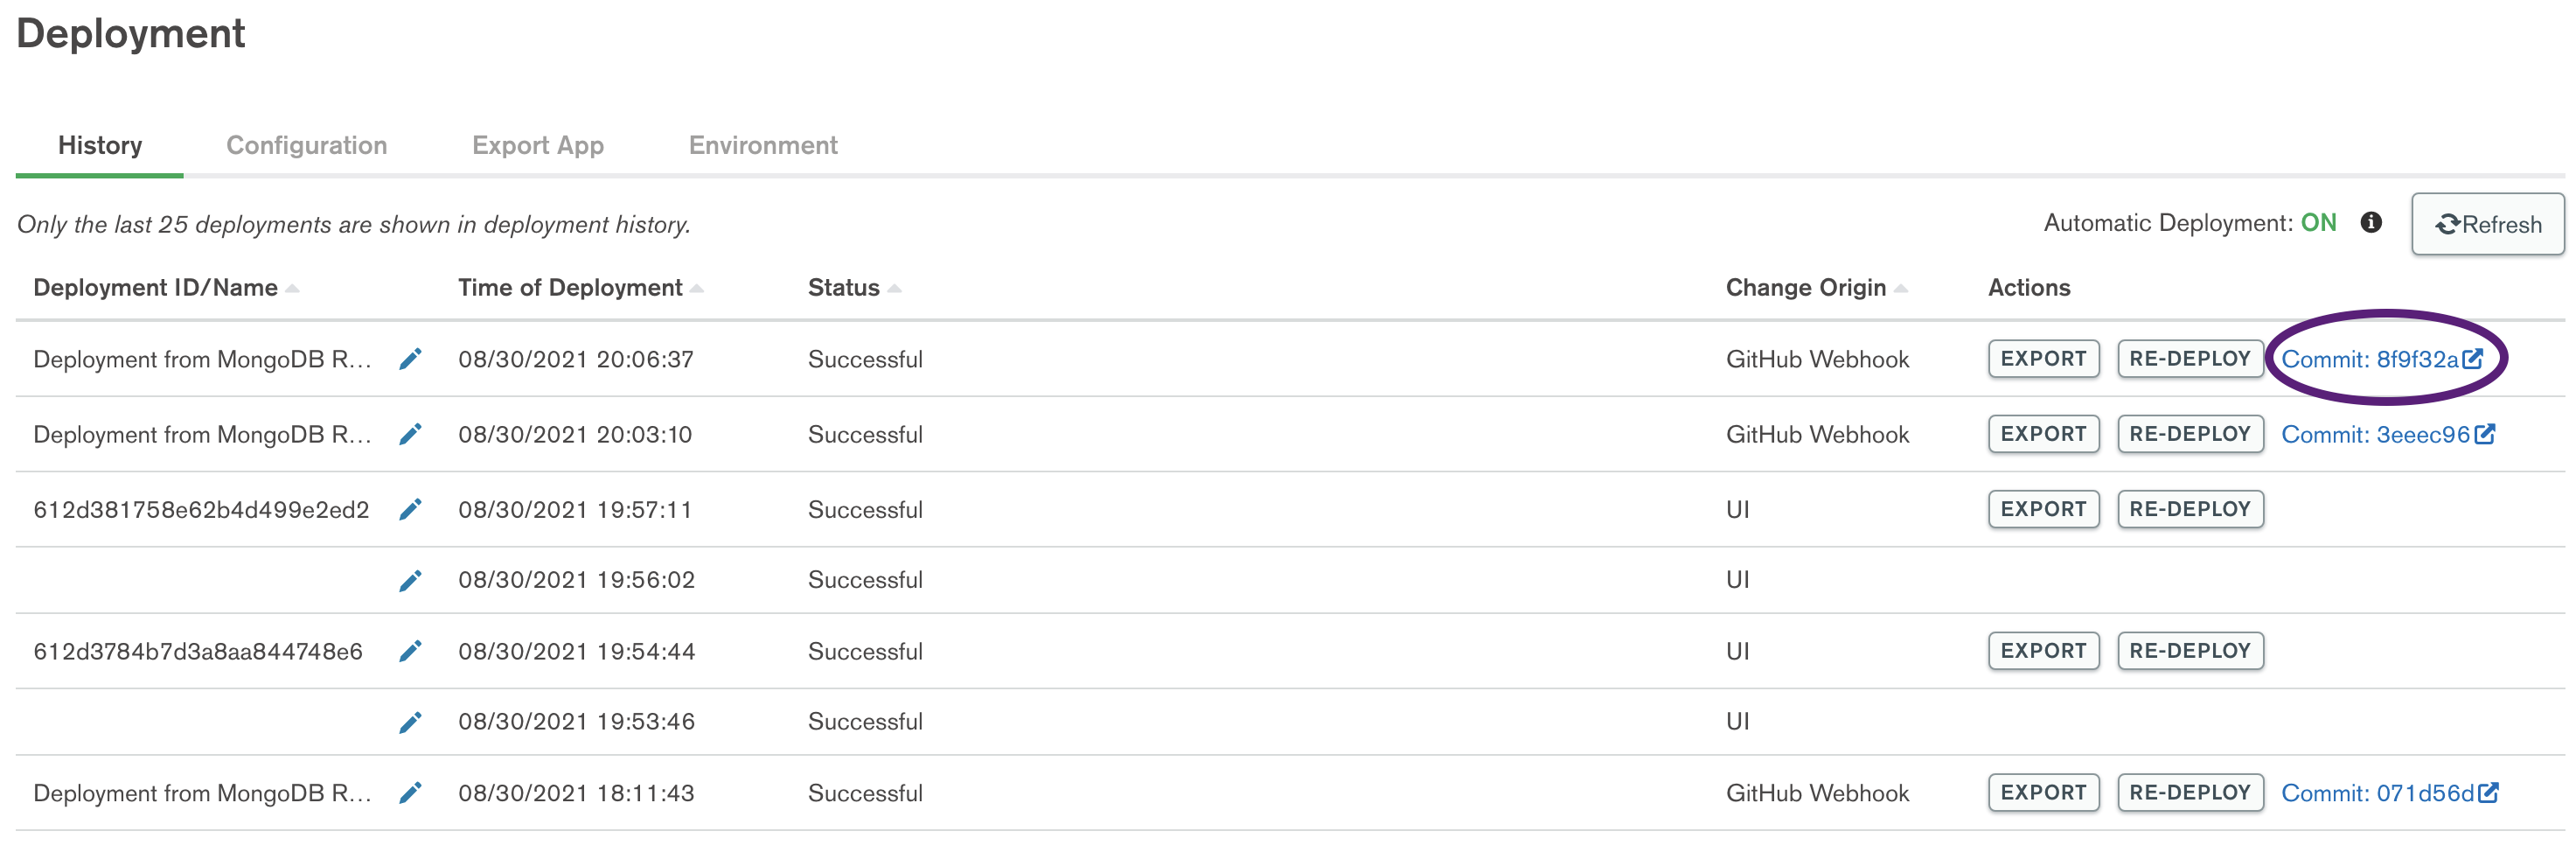 Deployment
History Configuration Export App Environment
Only the last 25 deployments are shown in deployment history. Automatic Deployment: ON Refresh
Deployment ID/Name Time of Deployment Status Change Origin Actions
Deployment from MongoDB R... 08/30/2021 20:06:37 Successful GitHub Webhook EXPORT RE-DEPLOY Commit: 8f9f32a
Deployment from MongoDB R... 08/30/2021 20:03:10 Successful GitHub Webhook EXPORT RE-DEPLOY Commit: 3eeec96
612d381758e62b4d499e2ed2 08/30/2021 19:57:11 Successful UI EXPORT RE-DEPLOY
08/30/2021 19:56:02 Successful UI
612d3784b7d3a8aa844748e6 08/30/2021 19:54:44 Successful UI EXPORT RE-DEPLOY
08/30/2021 19:53:46 Successful UI
Deployment from MongoDB R... 08/30/2021 18:11:43 Successful GitHub Webhook EXPORT RE-DEPLOY Commit: 071d56d